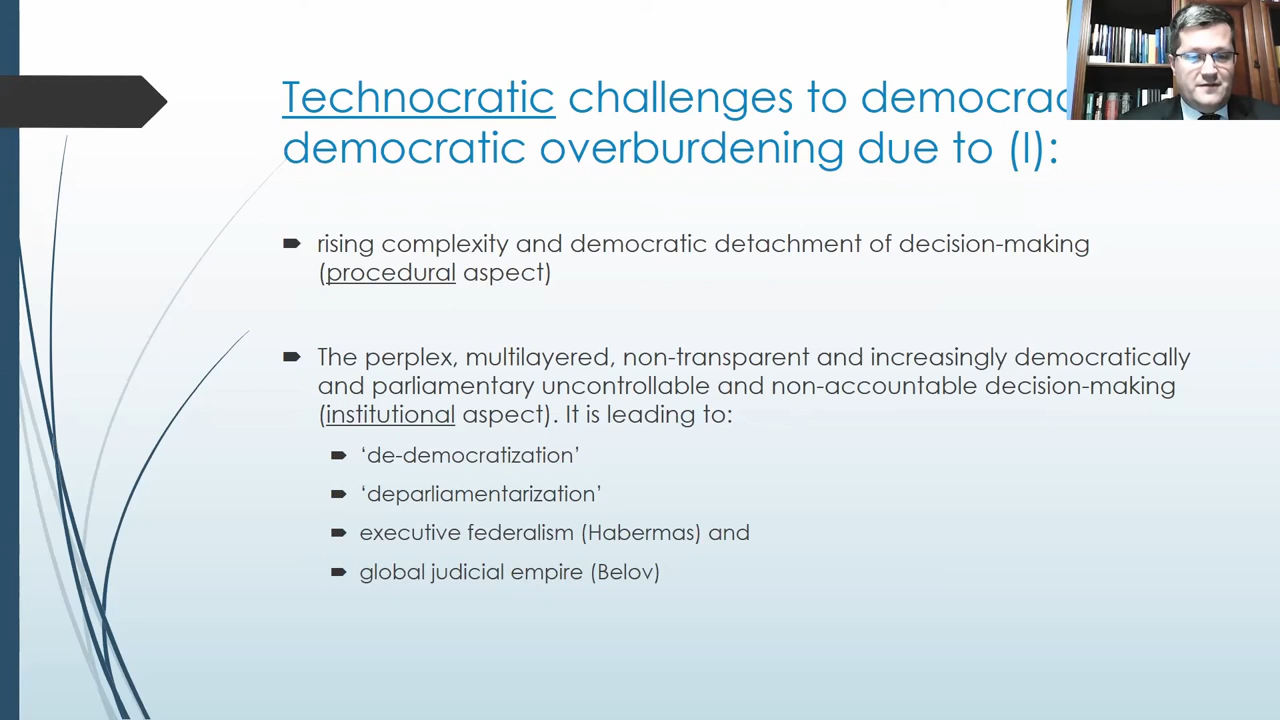 Technocratic challenges to
democratic overburdening due to (I):
rising complexity and democratic detachment of decision-making
(procedural aspect)
The perplex, multilayered, non-transparent and increasingly democratically
and parliamentary uncontrollable and non-accountable decision-making
(institutional aspect). It is leading to:
‘de-democratization’
‘deparliamentarization’
executive federalism (Habermas) and
global judicial empire (Belov)